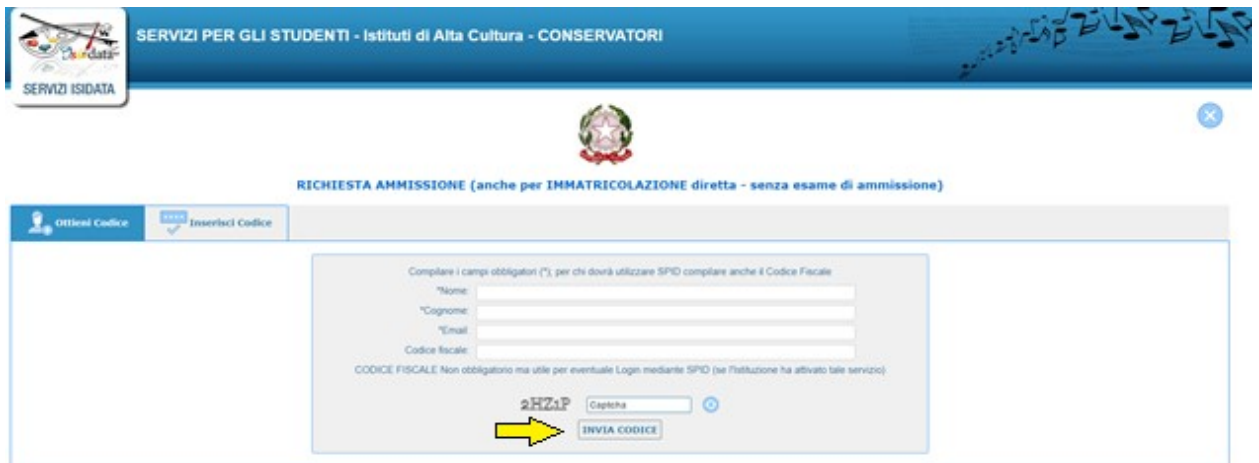 SERVIZI PER GLI STUDENTI - Istituti di Alta Cultura - CONSERVATORI
SERVIZI ISIDATA
RICHIESTA AMMISSIONE (anche per IMMATRICOLAZIONE diretta - senza esame di ammissione)
Ottieni Codice
Inserisci Codice
Compilare i campi obbligatori (*), per chi dovrà utilizzare SPID compilare anche il Codice Fiscale
*Nome:
*Cognome:
*Email:
Codice fiscale:
CODICE FISCALE Non obbligatorio ma utile per eventuale Login mediante SPID (se l'Istituzione ha attivato tale servizio)
2HZ1P Captcha
INVIA CODICE